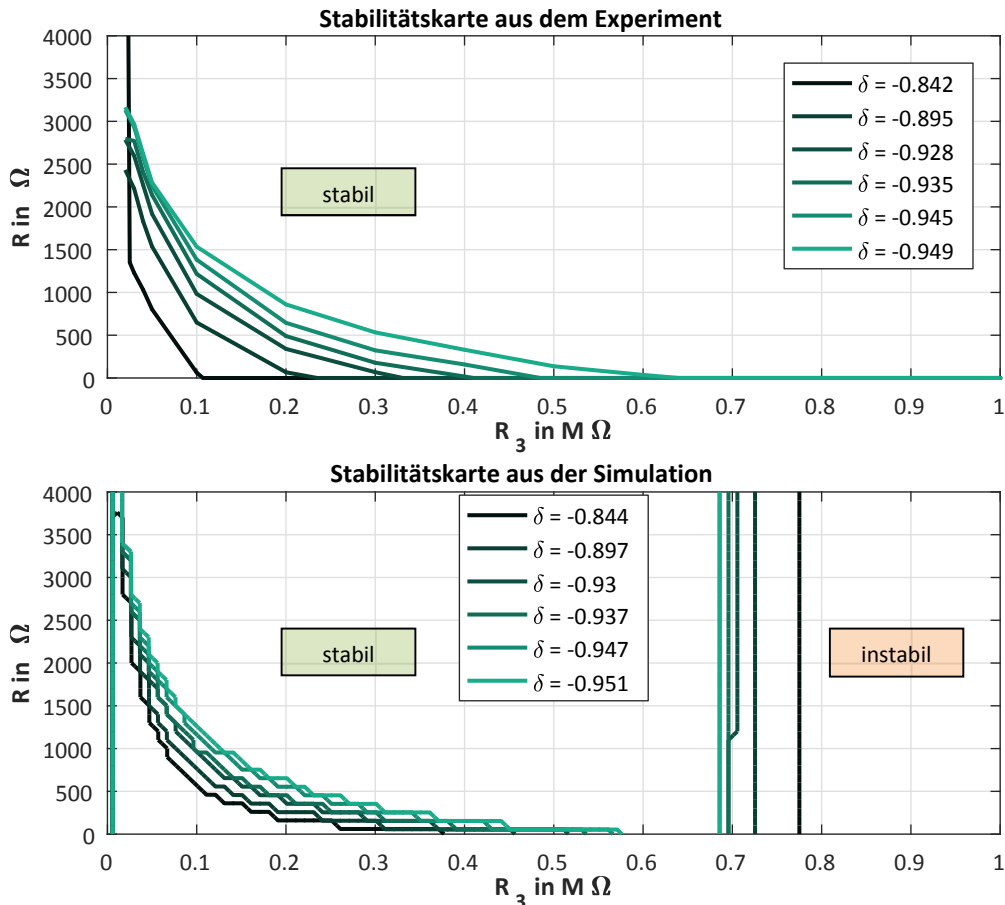 Stabilitätskarte aus dem Experiment
4000
3500
3000
2500
2000
1500
1000
500
0
R in Ω
δ = -0.842
δ = -0.895
δ = -0.928
δ = -0.935
δ = -0.945
δ = -0.949
stabil
0 0.1 0.2 0.3 0.4 0.5 0.6 0.7 0.8 0.9 1
R 3 in M Ω
Stabilitätskarte aus der Simulation
4000
3500
3000
2500
2000
1500
1000
500
0
R in Ω
δ = -0.844
δ = -0.897
δ = -0.93
δ = -0.937
δ = -0.947
δ = -0.951
stabil
instabil
0 0.1 0.2 0.3 0.4 0.5 0.6 0.7 0.8 0.9 1
R 3 in M Ω